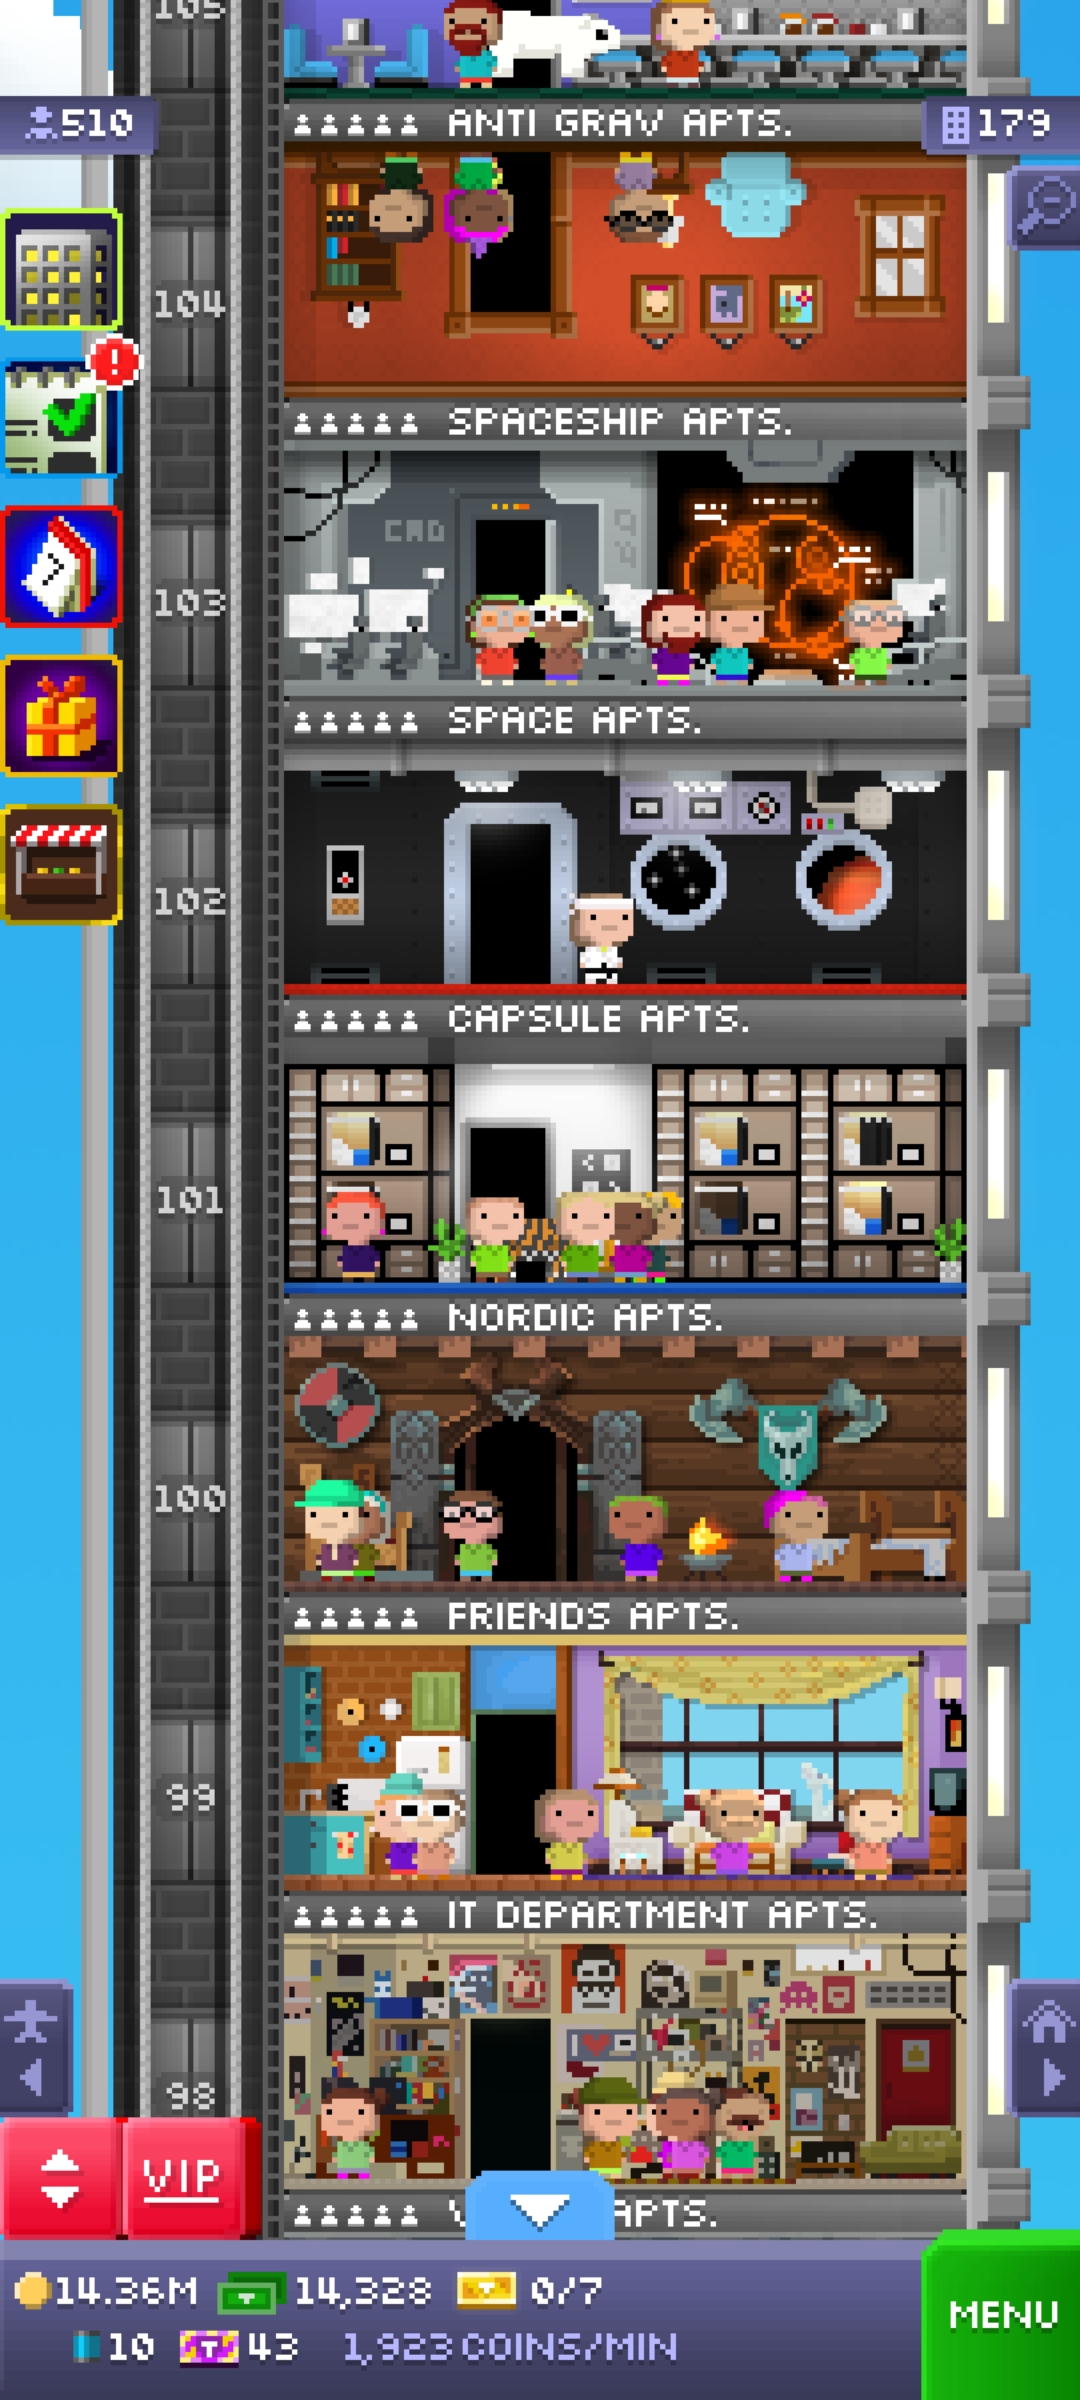 105
510
ANTI GRAV APTS.
179
104
SPACESHIP APTS.
CMD
103
SPACE APTS.
102
CAPSULE APTS.
101
NORDIC APTS.
100
FRIENDS APTS.
99
IT DEPARTMENT APTS.
98
VIP
APTS.
14.36M 14,328 0/7
MENU
10 43 1,923 COINS/MIN